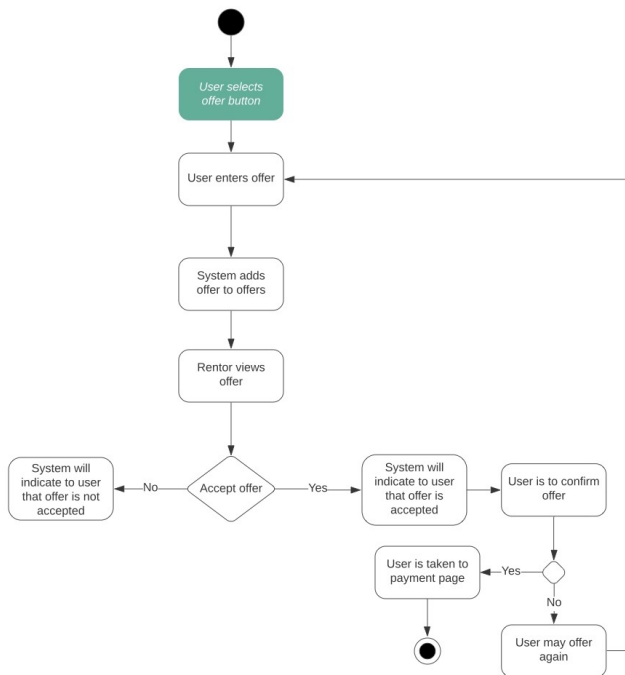 User selects
offer button
User enters offer
System adds
offer to offers
Rentor views
offer
System will
indicate to user
that offer is not
accepted
No
Accept offer
Yes
System will
indicate to user
that offer is
accepted
User is to confirm
offer
User is taken to
payment page
Yes
No
User may offer
again